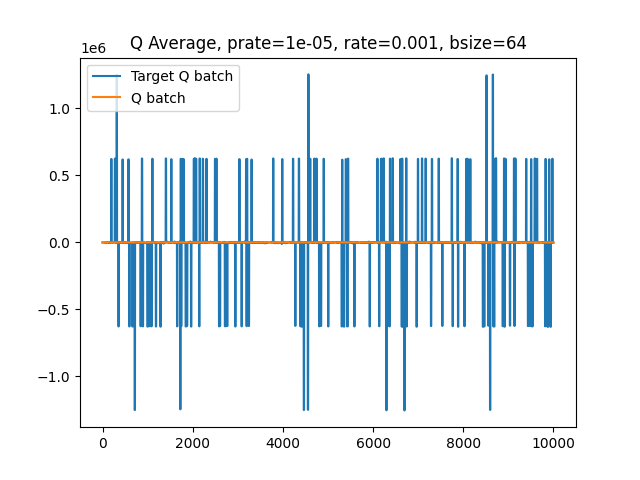 Q Average, prate=1e-05, rate=0.001, bsize=64
1e6
Target Q batch
Q batch
1.0
0.5
0.0
−0.5
−1.0
0 2000 4000 6000 8000 10000